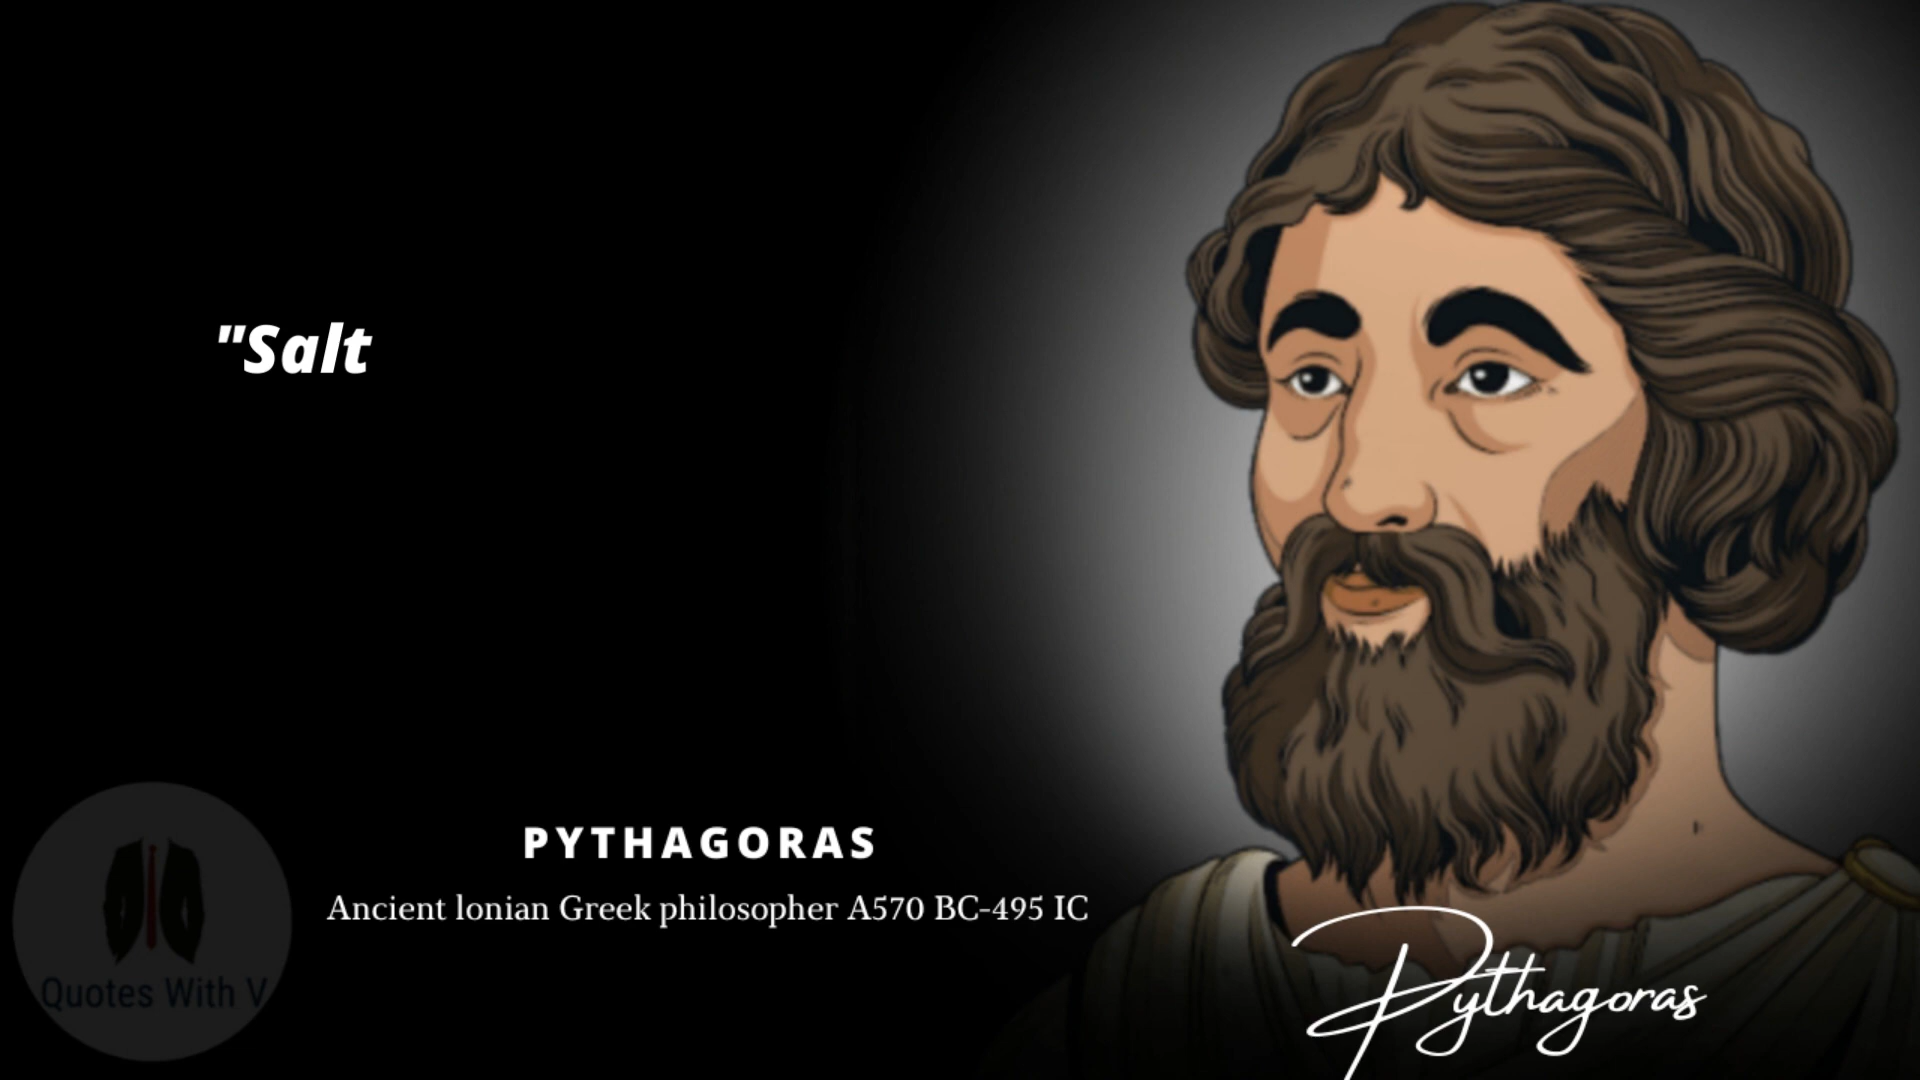 "Salt
PYTHAGORAS
Ancient lonian Greek philosopher A570 BC-495 IC
Quotes With V
Pythagoras